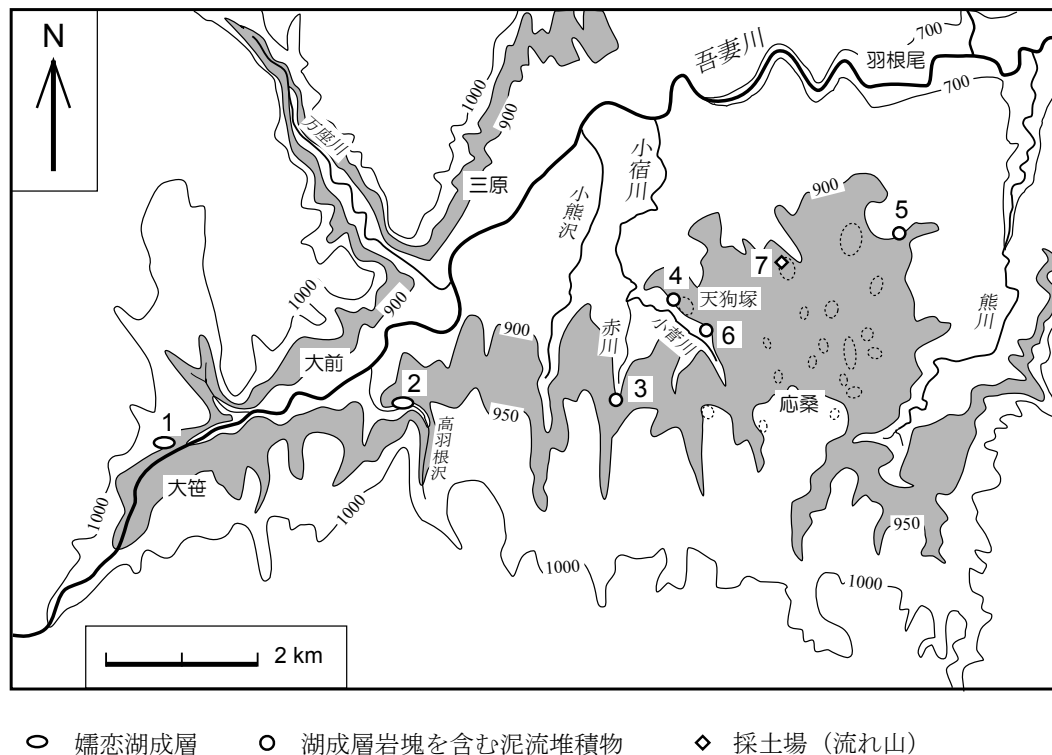 N
吾妻川
羽根尾
700
700
1000
900
万座川
三原
小熊沢
小宿川
900
5
7
4
天狗塚
6
小菅川
赤川
熊川
1000
900
大前
900
2
950
3
応桑
1
高羽根沢
大笹
1000
1000
950
1000
1000
2 km
嬬恋湖成層
湖成層岩塊を含む泥流堆積物
採土場(流れ山)